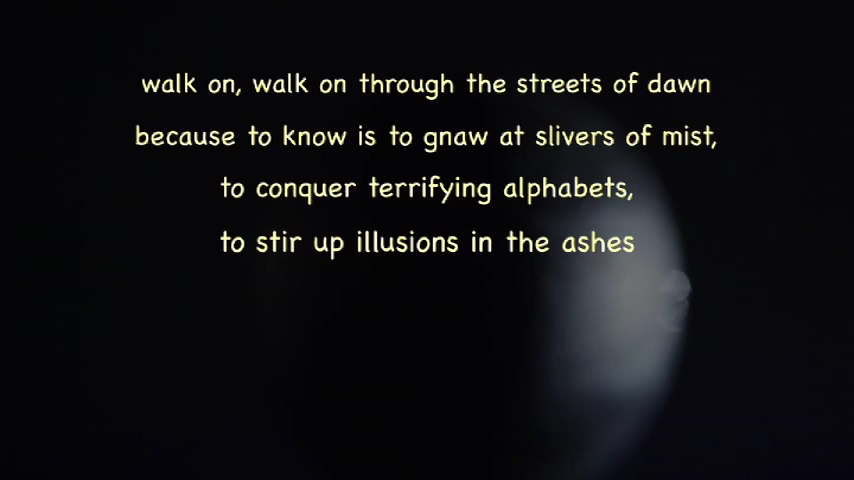 walk on, walk on through the streets of dawn
because to know is to gnaw at slivers of mist,
to conquer terrifying alphabets,
to stir up illusions in the ashes